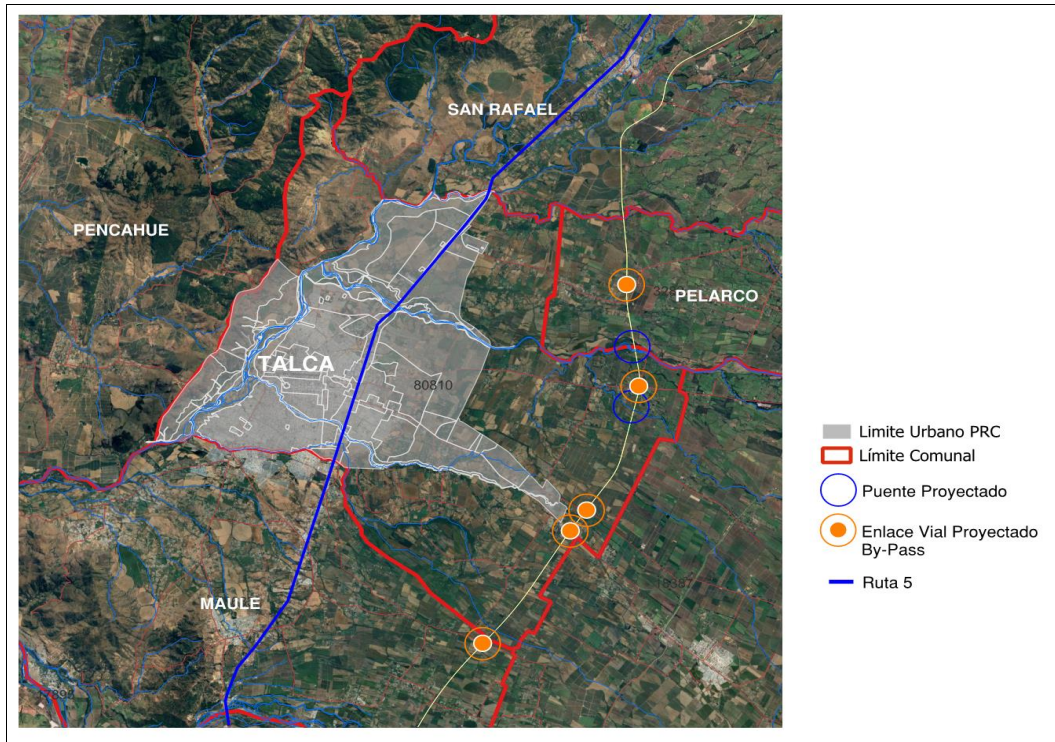 SAN RAFAEL
PENCAHUE
PELARCO
TALCA
80810
MAULE
Limite Urbano PRC
Límite Comunal
Puente Proyectado
Enlace Vial Proyectado
By-Pass
Ruta 5